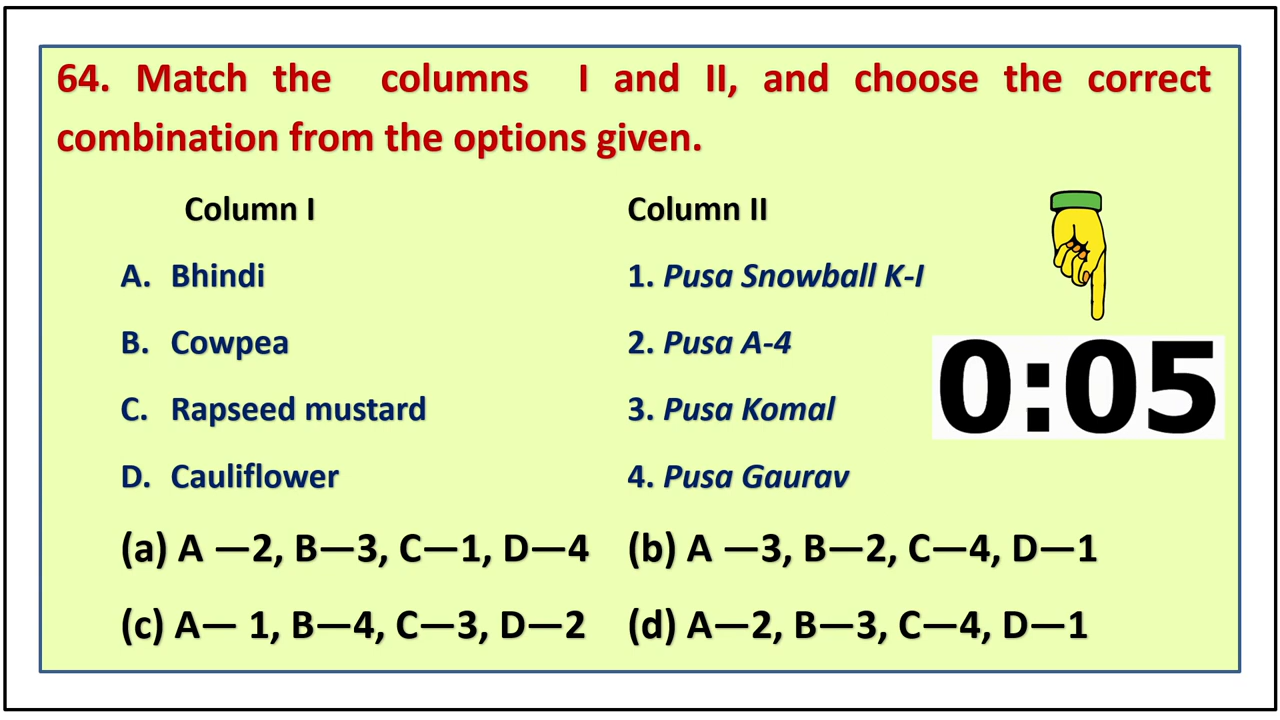 64. Match the columns I and II, and choose the correct
combination from the options given.
Column I Column II
A. Bhindi 1. Pusa Snowball K-I
B. Cowpea 2. Pusa A-4
C. Rapseed mustard 3. Pusa Komal
D. Cauliflower 4. Pusa Gaurav
0:05
(a) A —2, B—3, C—1, D—4 (b) A —3, B—2, C—4, D—1
(c) A— 1, B—4, C—3, D—2 (d) A—2, B—3, C—4, D—1